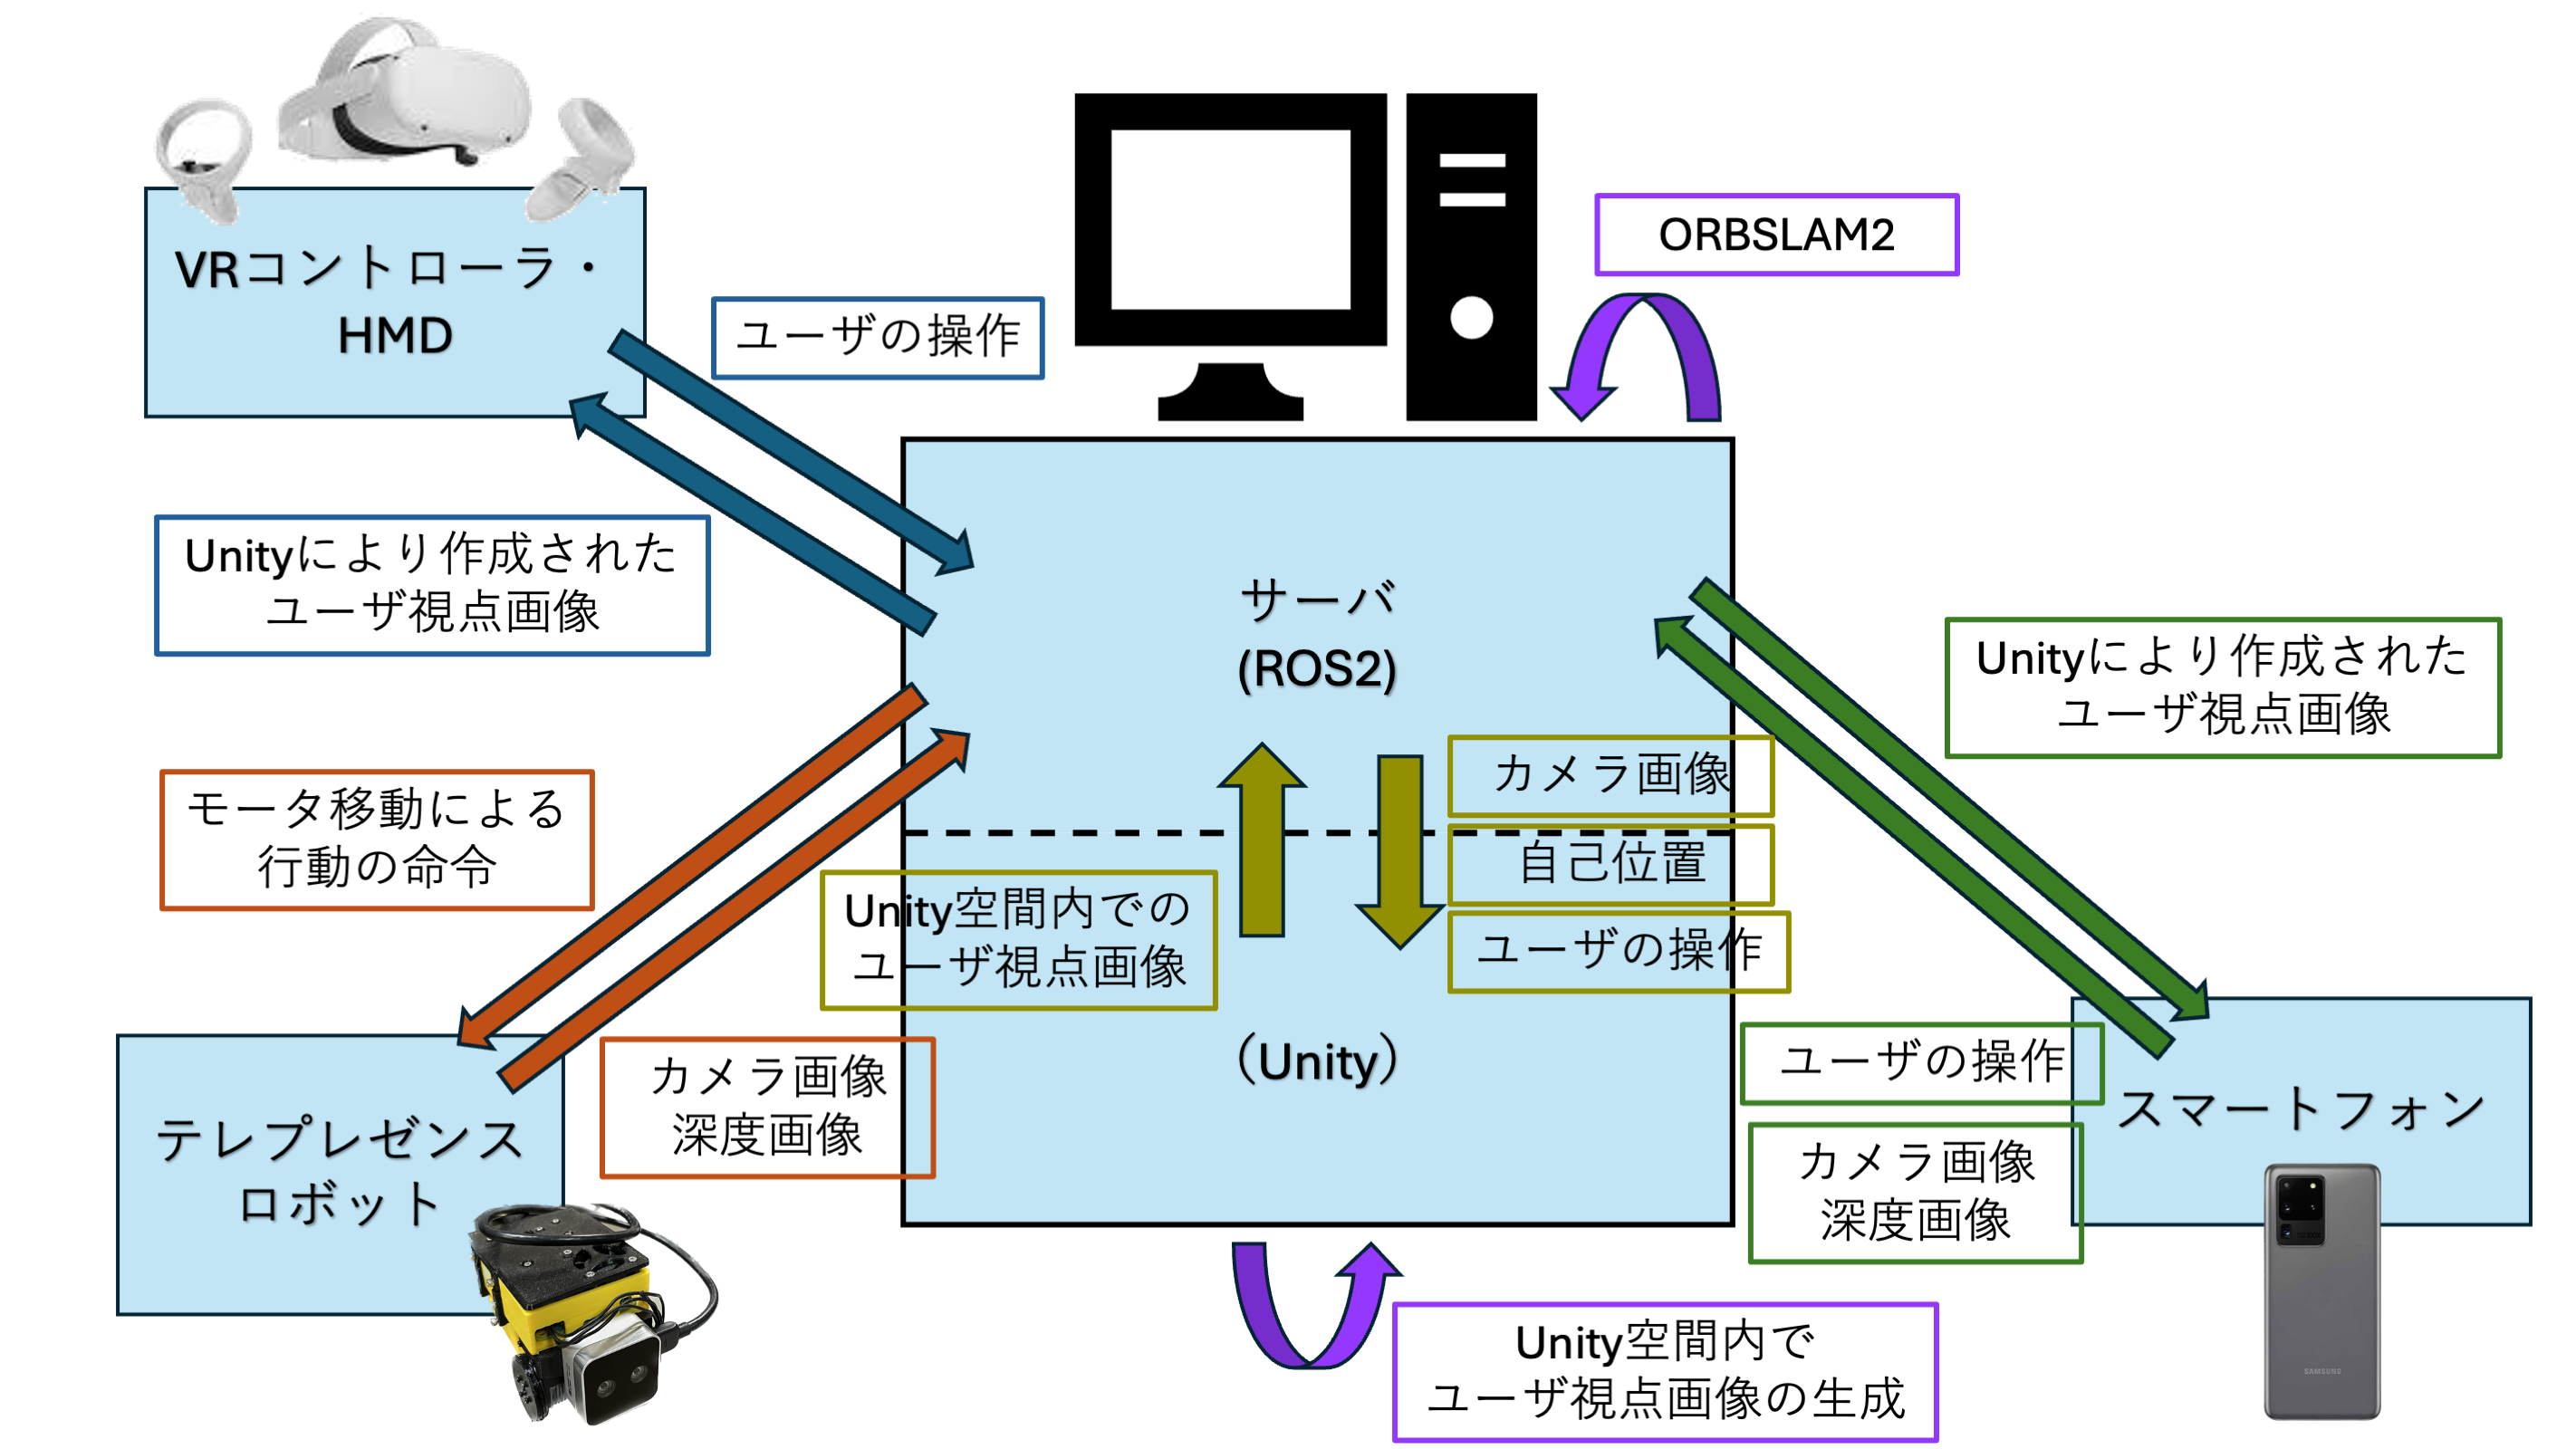 VRコントローラ・
HMD
ユーザの操作
ORBSLAM2
Unityにより作成された
ユーザ視点画像
サーバ
(ROS2)
Unityにより作成された
ユーザ視点画像
モータ移動による
行動の命令
カメラ画像
自己位置
ユーザの操作
Unity空間内での
ユーザ視点画像
カメラ画像
深度画像
（Unity）
ユーザの操作
カメラ画像
深度画像
テレプレゼンス
ロボット
スマートフォン
SAMSUNG
Unity空間内で
ユーザ視点画像の生成